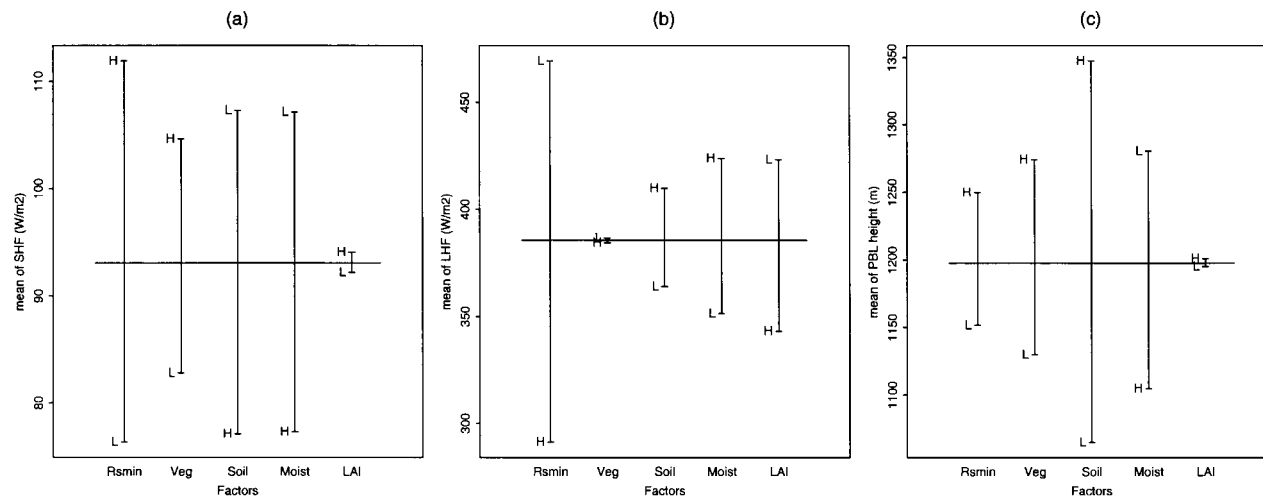 (a)
mean of SHF (W/m2)
110
100
90
80
H
L
H
L
L
H
L
H
H
L
Rsmin Veg Soil Moist LAI
Factors
(b)
mean of LHF (W/m2)
450
400
350
300
L
H
L
H
H
L
H
L
L
H
Rsmin Veg Soil Moist LAI
Factors
(c)
mean of PBL height (m)
1350
1300
1250
1200
1150
1100
H
L
H
L
H
L
L
H
H
L
Rsmin Veg Soil Moist LAI
Factors